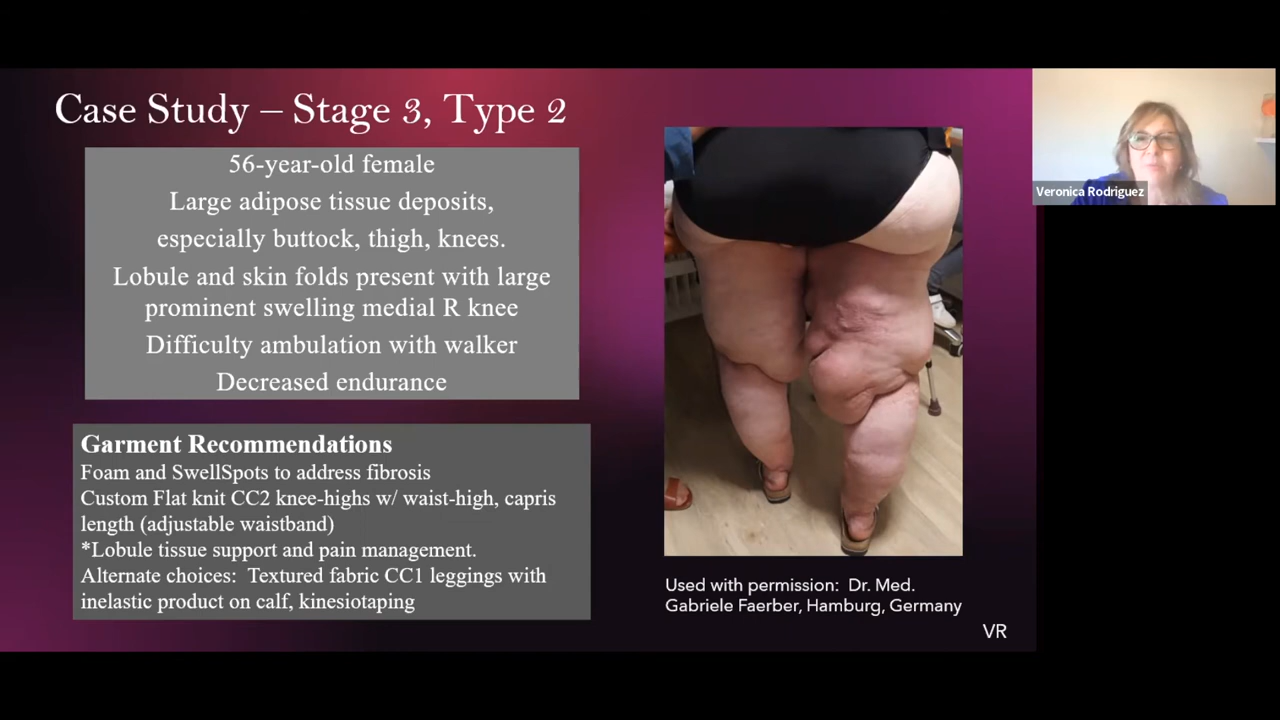 Case Study – Stage 3, Type 2
56-year-old female
Large adipose tissue deposits,
especially buttock, thigh, knees.
Lobule and skin folds present with large
prominent swelling medial R knee
Difficulty ambulation with walker
Decreased endurance
Garment Recommendations
Foam and SwellSpots to address fibrosis
Custom Flat knit CC2 knee-highs w/ waist-high, capris
length (adjustable waistband)
*Lobule tissue support and pain management.
Alternate choices:  Textured fabric CC1 leggings with
inelastic product on calf, kinesiotaping
Used with permission:  Dr. Med.
Gabriele Faerber, Hamburg, Germany
VR
Veronica Rodriguez